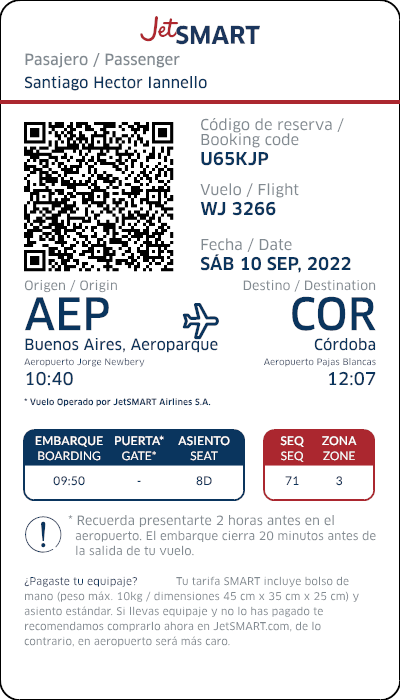 JetSMART
Pasajero / Passenger
Santiago Hector Iannello
Código de reserva /
Booking code
U65KJP
Vuelo / Flight
WJ 3266
Fecha / Date
SÁB 10 SEP, 2022
Origen / Origin
Destino / Destination
AEP
COR
Buenos Aires, Aeroparque
Córdoba
Aeropuerto Jorge Newbery
Aeropuerto Pajas Blancas
10:40
12:07
* Vuelo Operado por JetSMART Airlines S.A.
EMBARQUE PUERTA* ASIENTO
BOARDING GATE* SEAT
09:50 - 8D
SEQ ZONA
SEQ ZONE
71 3
* Recuerda presentarte 2 horas antes en el
aeropuerto. El embarque cierra 20 minutos antes de
la salida de tu vuelo.
¿Pagaste tu equipaje? Tu tarifa SMART incluye bolso de
mano (peso máx. 10kg / dimensiones 45 cm x 35 cm x 25 cm) y
asiento estándar. Si llevas equipaje y no lo has pagado te
recomendamos comprarlo ahora en JetSMART.com, de lo
contrario, en aeropuerto será más caro.